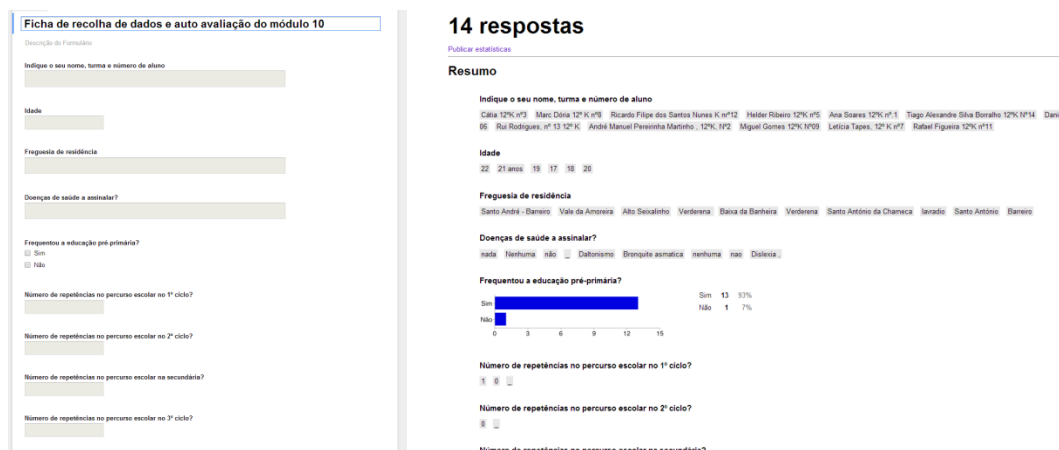 Ficha de recolha de dados e auto avaliação do módulo 10
Descrição do Formulário
Indique o seu nome, turma e número de aluno
Idade
Freguesia de residência
Doenças de saúde a assinalar?
Frequentou a educação pré-primária?
Sim
Não
Número de repetências no percurso escolar no 1º ciclo?
Número de repetências no percurso escolar no 2º ciclo?
Número de repetências no percurso escolar na secundária?
Número de repetências no percurso escolar no 3º ciclo?
14 respostas
Publicar estatísticas
Resumo
Indique o seu nome, turma e número de aluno
Cátia 12ºK nº3 Marc Dória 12º K nº8 Ricardo Filipe dos Santos Nunes K nº12 Helder Ribeiro 12ºK nº5 Ana Soares 12ºK nº.1 Tiago Alexandre Silva Borralho 12ºK Nº14 Dani
06 Rui Rodrigues, nº 13 12º K André Manuel Pereirinha Martinho , 12ºK, Nº2 Miguel Gomes 12ºK Nº09 Letícia Tapes, 12º K nº7 Rafael Figueira 12ºK nº11
Idade
22 21 anos 19 17 18 20
Freguesia de residência
Santo André - Barreiro Vale da Amoreira Alto Seixalinho Verderena Baixa da Banheira Verderena Santo António da Charneca lavradio Santo António Barreiro
Doenças de saúde a assinalar?
nada Nenhuma não _ Daltonismo Bronquite asmatica nenhuma nao Dislexia ,
Frequentou a educação pré-primária?
Sim 13 93%
Não 1 7%
Sim
Não
0 3 6 9 12 15
Número de repetências no percurso escolar no 1º ciclo?
1 0 _
Número de repetências no percurso escolar no 2º ciclo?
0 _
Número de repetências no percurso escolar na secundária?